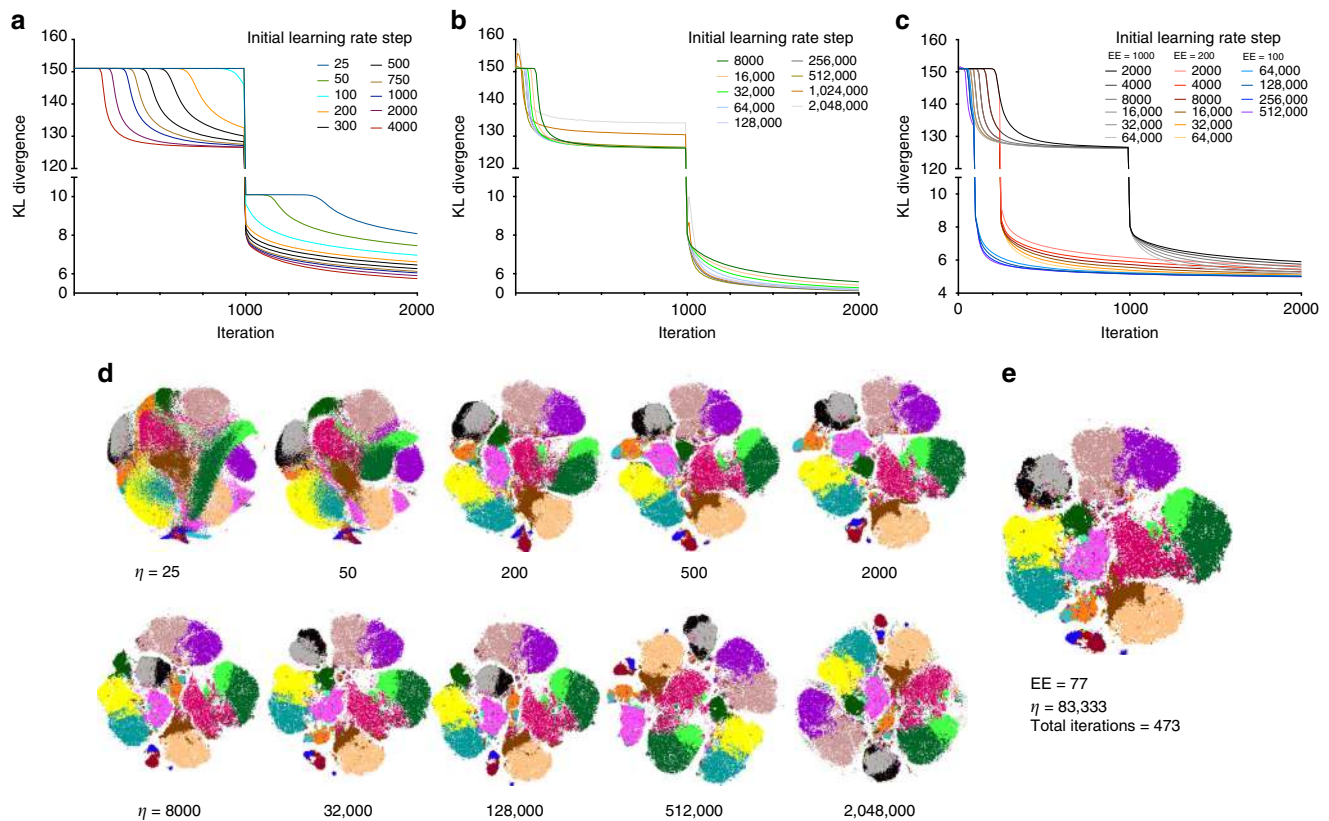 a
Initial learning rate step
25 500
50 750
100 1000
200 2000
300 4000
160
150
140
130
120
10
8
6
0
KL divergence
1000 2000
Iteration
b
Initial learning rate step
8000 256,000
16,000 512,000
32,000 1,024,000
64,000 2,048,000
128,000
160
150
140
130
120
10
8
6
0
KL divergence
1000 2000
Iteration
c
Initial learning rate step
EE = 1000 EE = 200 EE = 100
2000 2000 64,000
4000 4000 128,000
8000 8000 256,000
16,000 16,000 512,000
32,000 32,000
64,000 64,000
160
150
140
130
120
10
8
6
4
KL divergence
0 1000 2000
Iteration
d
η = 25 50 200 500 2000
η = 8000 32,000 128,000 512,000 2,048,000
e
EE = 77
η = 83,333
Total iterations = 473